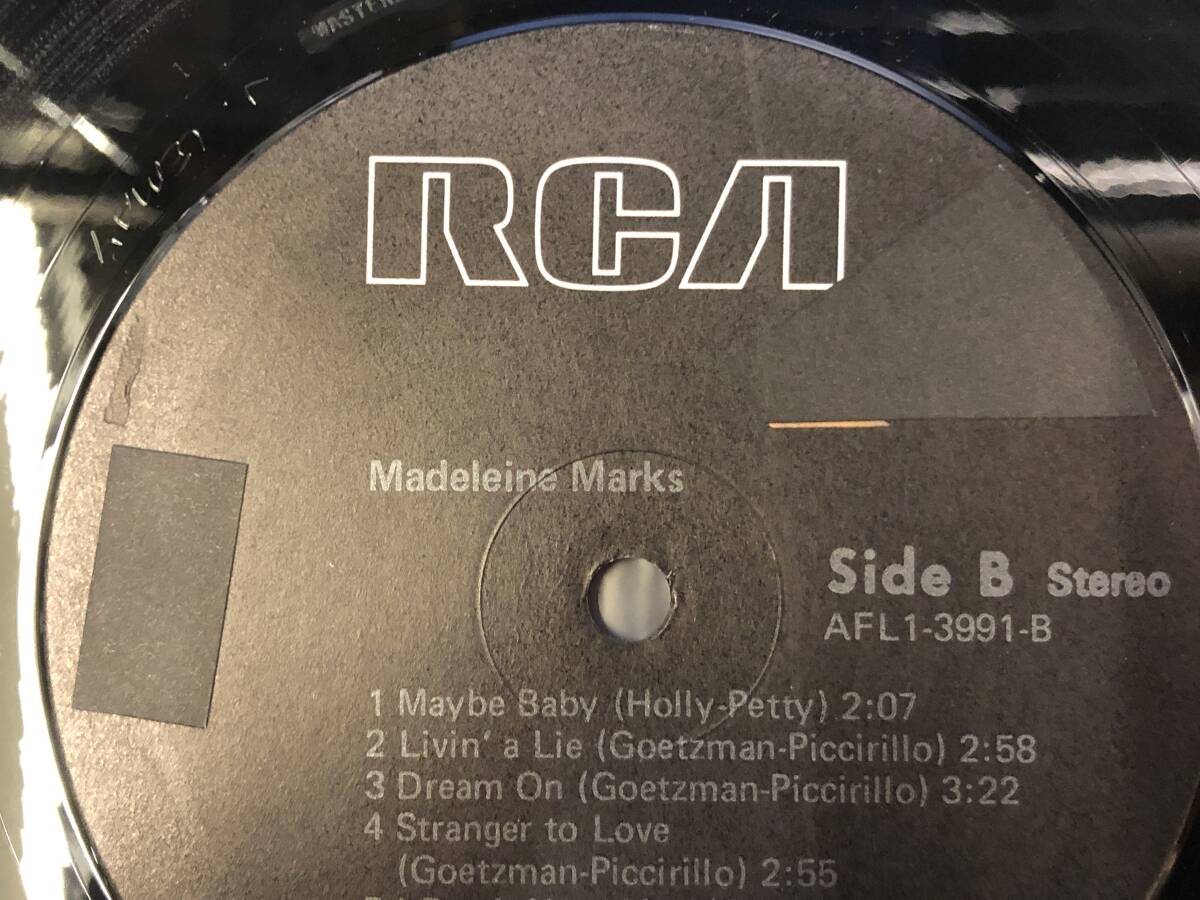 MASTER
RCA
Madeleine Marks
Side B Stereo
AFL1-3991-B
1 Maybe Baby (Holly-Petty) 2:07
2 Livin' a Lie (Goetzman-Piccirillo) 2:58
3 Dream On (Goetzman-Piccirillo) 3:22
4 Stranger to Love
(Goetzman-Piccirillo) 2:55